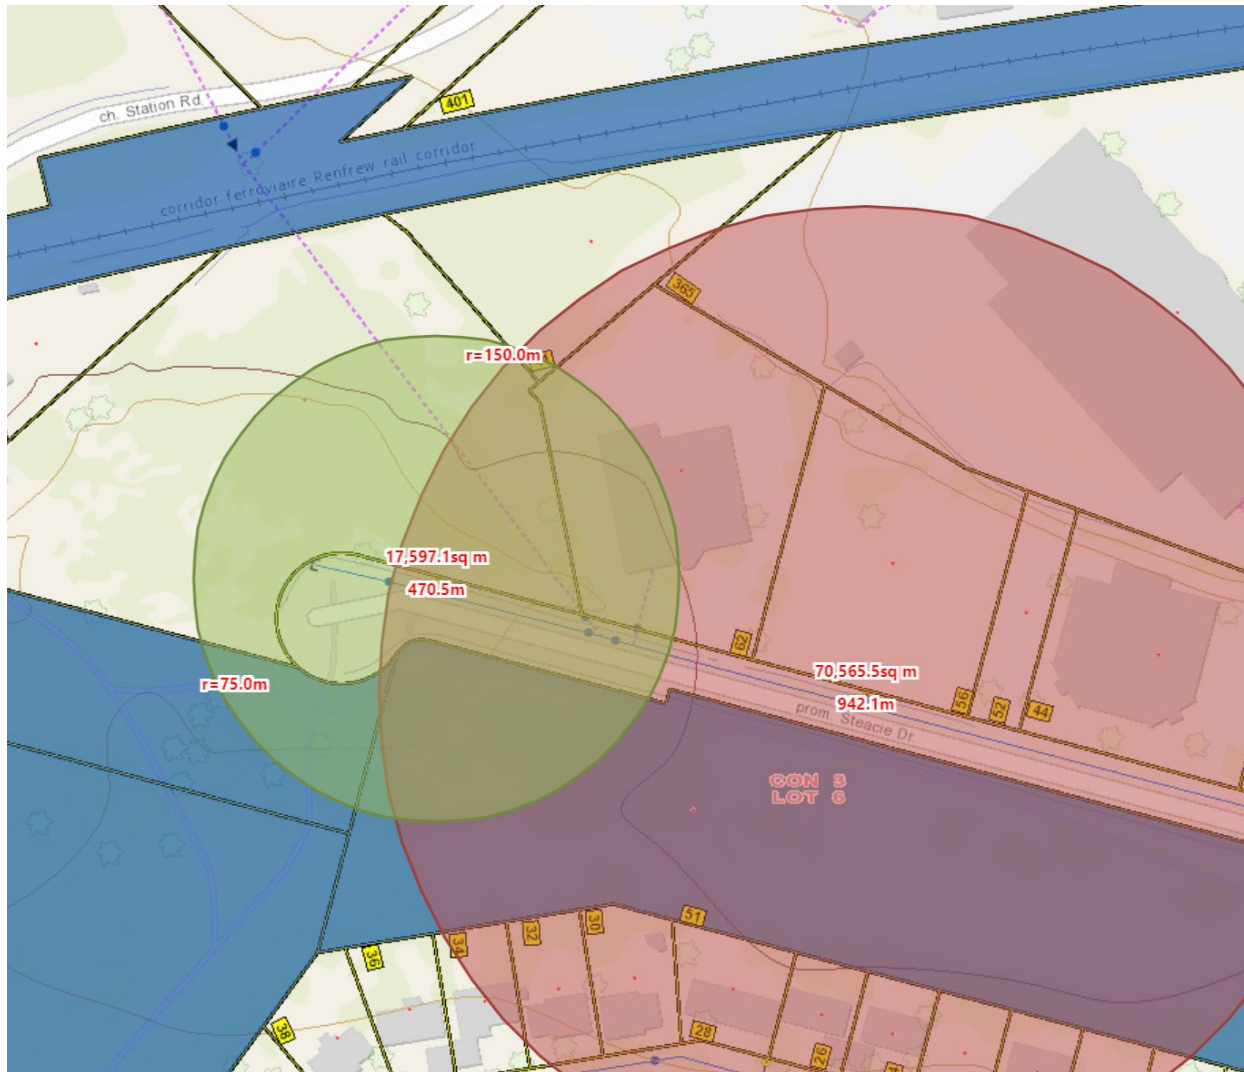 ch. Station Rd
401
corridor ferroviaire Renfrew rail corridor
365
r=150.0m
17,597.1sq m
470.5m
62
70,565.5sq m
r=75.0m
942.1m
56
52
44
prom. Steacie Dr.
CON 3
LOT 6
51
30
32
34
36
38
28
26